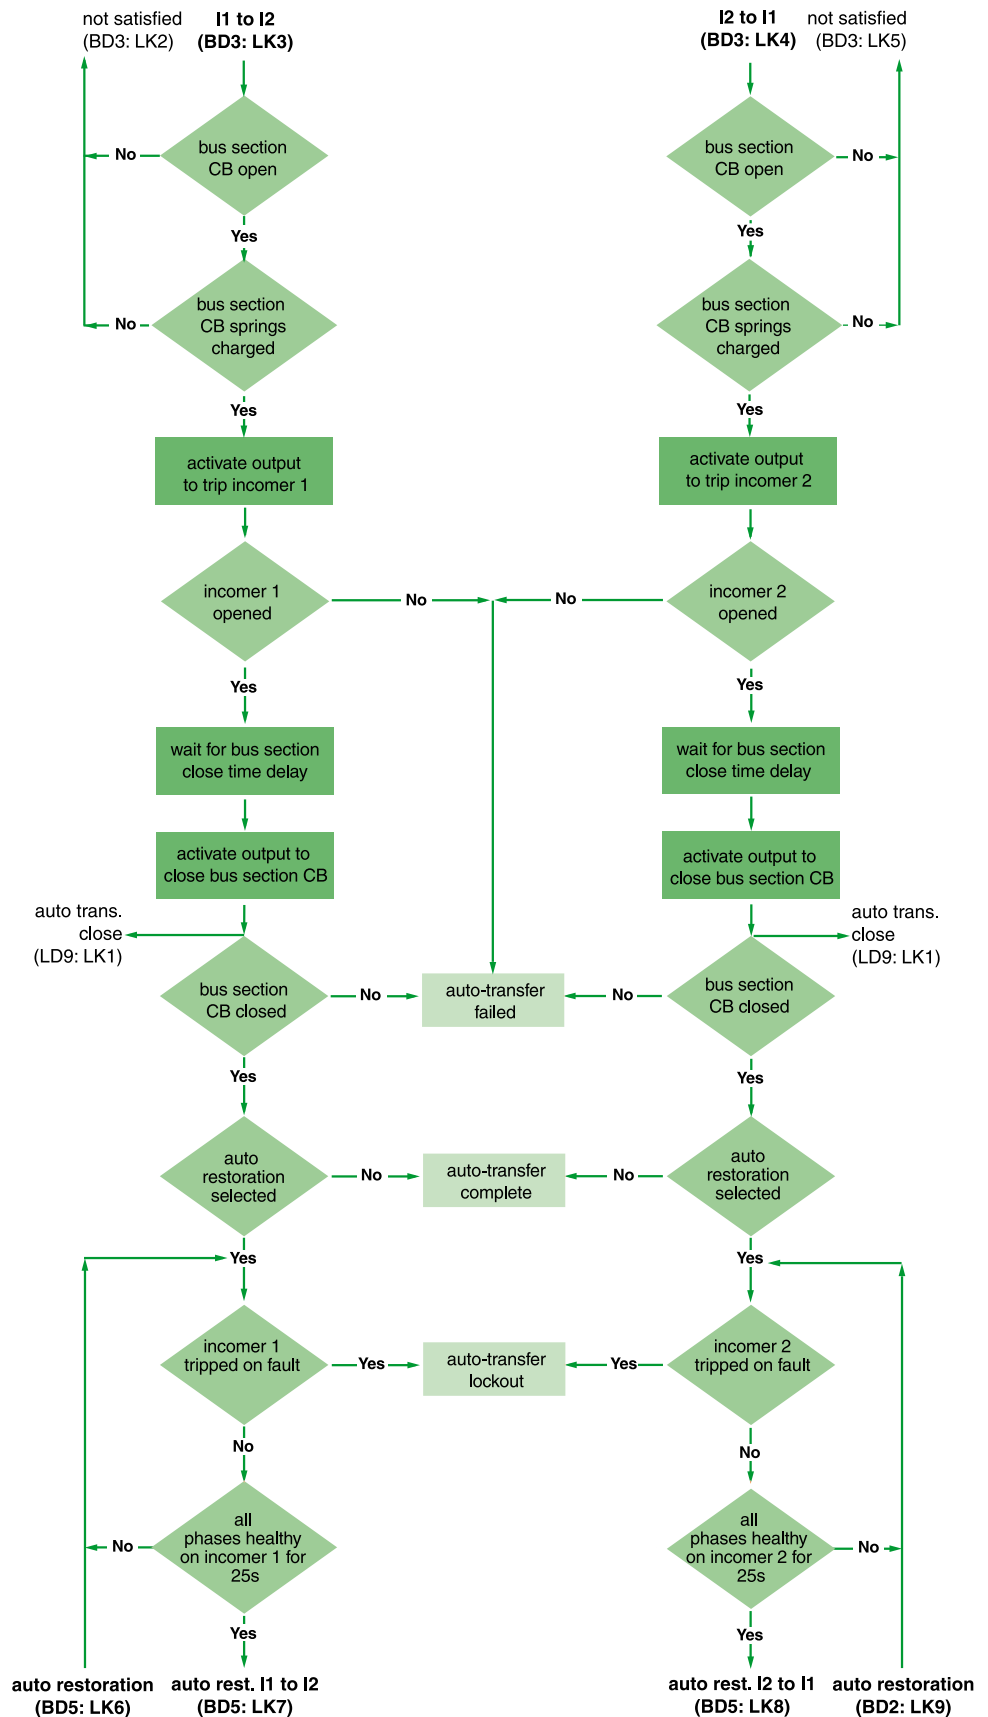 not satisfied
(BD3: LK2)
I1 to I2
(BD3: LK3)
I2 to I1
(BD3: LK4)
not satisfied
(BD3: LK5)
bus section
CB open
No
Yes
bus section
CB open
No
Yes
bus section
CB springs
charged
No
Yes
bus section
CB springs
charged
No
Yes
activate output
to trip incomer 1
activate output
to trip incomer 2
incomer 1
opened
No
Yes
incomer 2
opened
No
Yes
wait for bus section
close time delay
wait for bus section
close time delay
activate output to
close bus section CB
activate output to
close bus section CB
auto trans.
close
(LD9: LK1)
auto trans.
close
(LD9: LK1)
bus section
CB closed
No
Yes
auto-transfer
failed
bus section
CB closed
No
Yes
auto
restoration
selected
No
Yes
auto-transfer
complete
auto
restoration
selected
No
Yes
incomer 1
tripped on fault
Yes
No
auto-transfer
lockout
incomer 2
tripped on fault
Yes
No
all
phases healthy
on incomer 1 for
25s
No
Yes
all
phases healthy
on incomer 2 for
25s
No
Yes
auto restoration
(BD5: LK6)
auto rest. I1 to I2
(BD5: LK7)
auto rest. I2 to I1
(BD5: LK8)
auto restoration
(BD2: LK9)